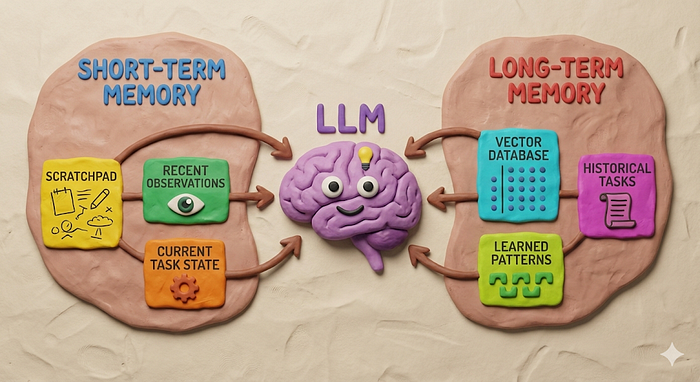 SHORT-TERM
MEMORY
SCRATCHPAD
RECENT
OBSERVATIONS
CURRENT
TASK STATE
LLM
LONG-TERM
MEMORY
VECTOR
DATABASE
HISTORICAL
TASKS
LEARNED
PATTERNS